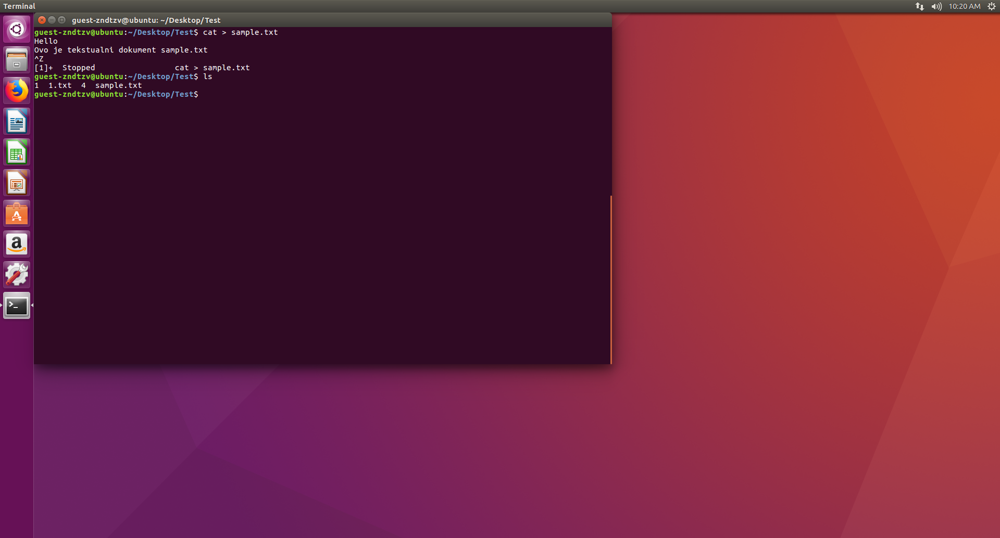 Terminal
10:20 AM
guest-zndtzv@ubuntu: ~/Desktop/Test
guest-zndtzv@ubuntu:~/Desktop/Test$ cat > sample.txt
Hello
Ovo je tekstualni dokument sample.txt
^Z
[1]+  Stopped                 cat > sample.txt
guest-zndtzv@ubuntu:~/Desktop/Test$ ls
1  1.txt  4  sample.txt
guest-zndtzv@ubuntu:~/Desktop/Test$
A
a
>_